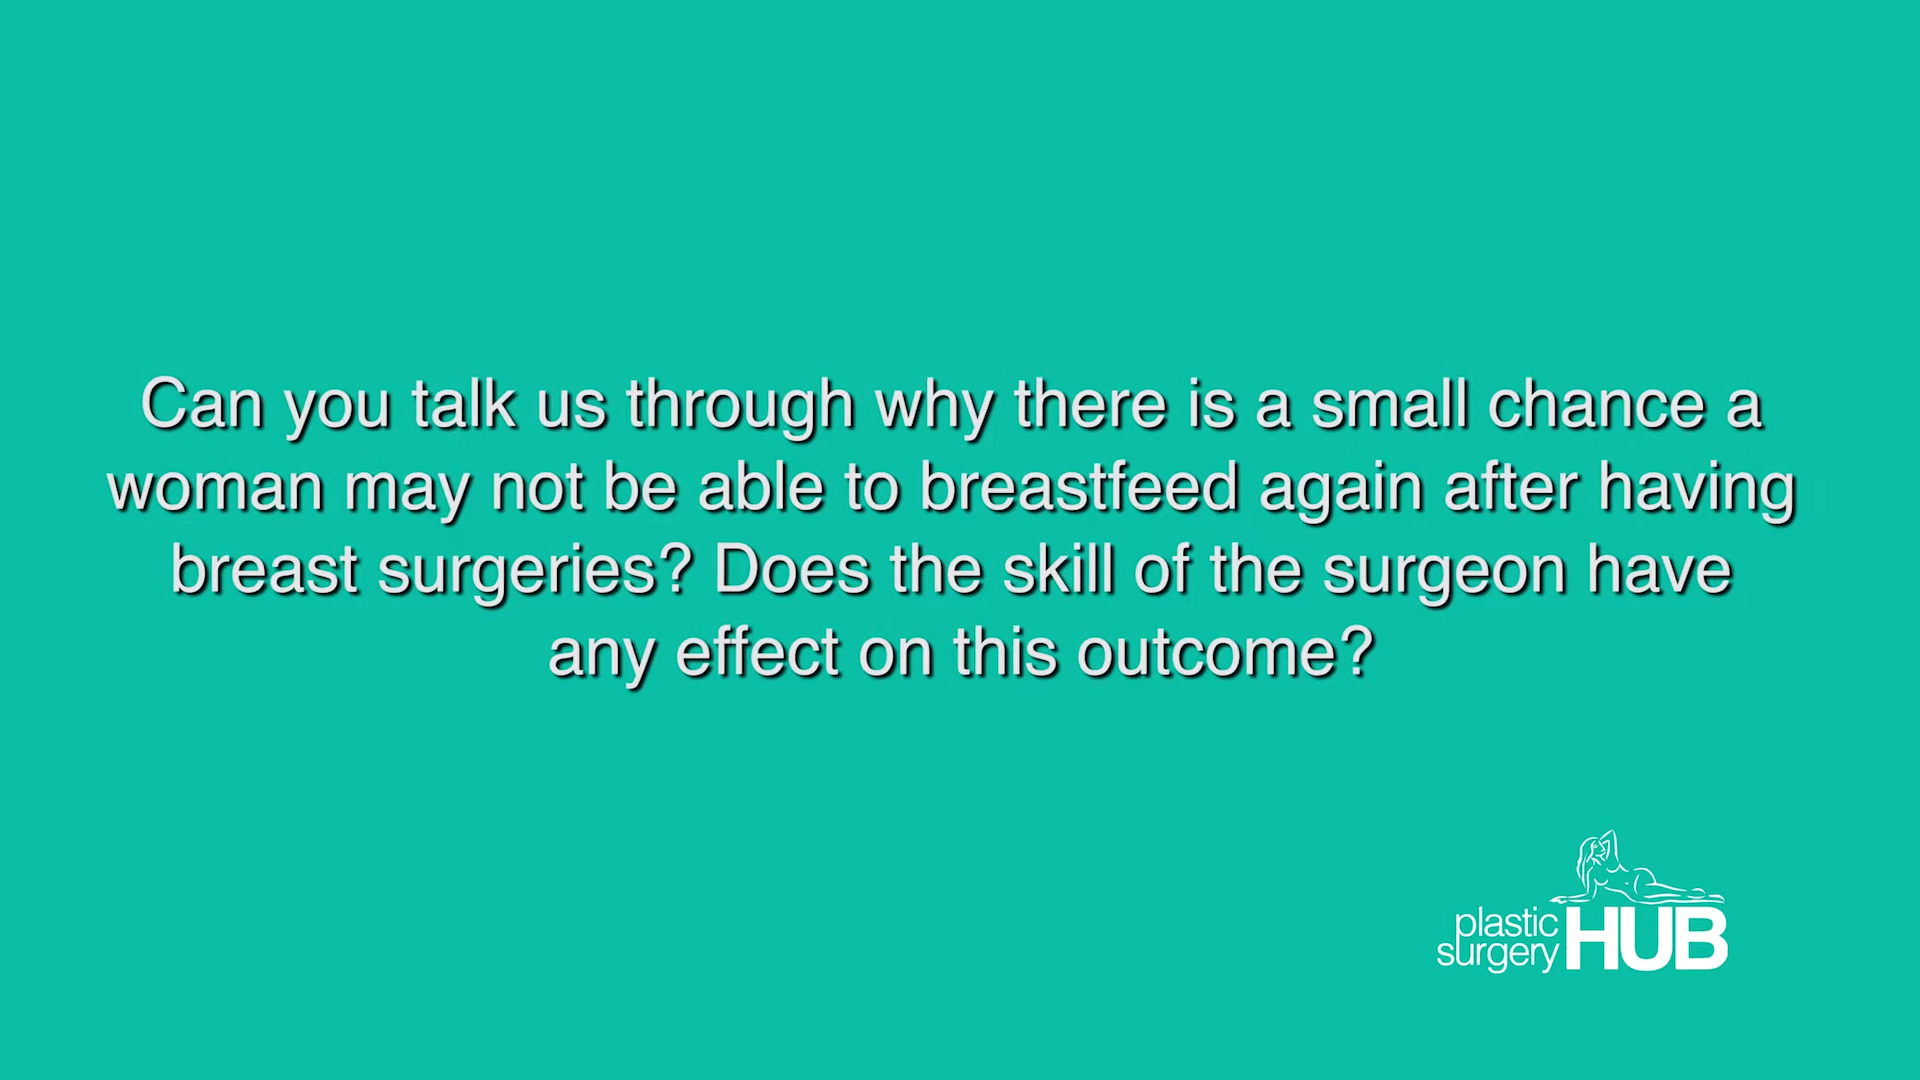 Can you talk us through why there is a small chance a
woman may not be able to breastfeed again after having
breast surgeries? Does the skill of the surgeon have
any effect on this outcome?
plastic
surgery HUB